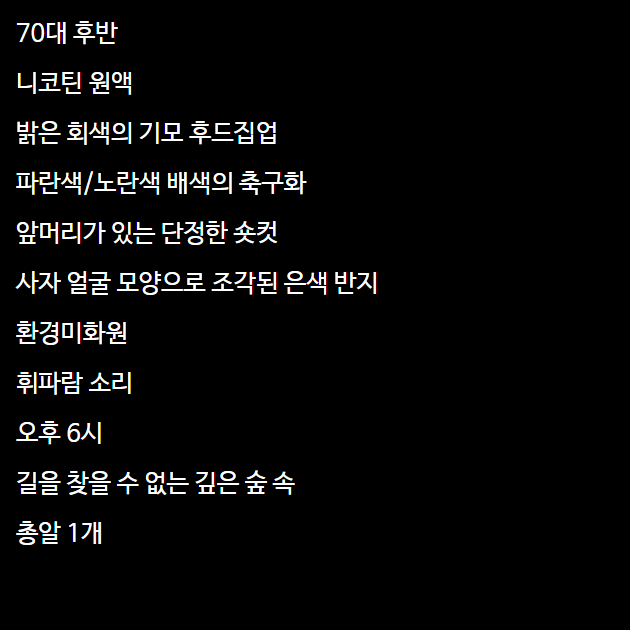 70대 후반
니코틴 원액
밝은 회색의 기모 후드집업
파란색/노란색 배색의 축구화
앞머리가 있는 단정한 숏컷
사자 얼굴 모양으로 조각된 은색 반지
환경미화원
휘파람 소리
오후 6시
길을 찾을 수 없는 깊은 숲 속
총알 1개